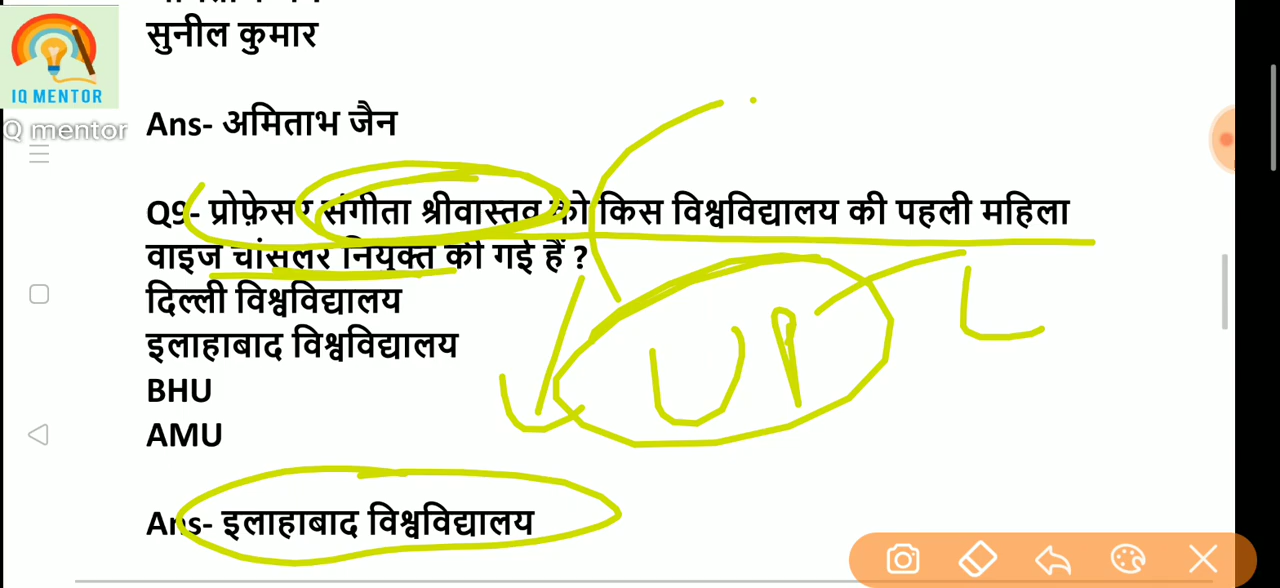 सुनील कुमार
IQ MENTOR
Q mentor
Ans- अमिताभ जैन
Q9- प्रोफ़ेसर संगीता श्रीवास्तव को किस विश्वविद्यालय की पहली महिला
वाइज चांसलर नियुक्त की गई हैं ?
दिल्ली विश्वविद्यालय
इलाहाबाद विश्वविद्यालय
BHU
AMU
UP
L
Ans- इलाहाबाद विश्वविद्यालय